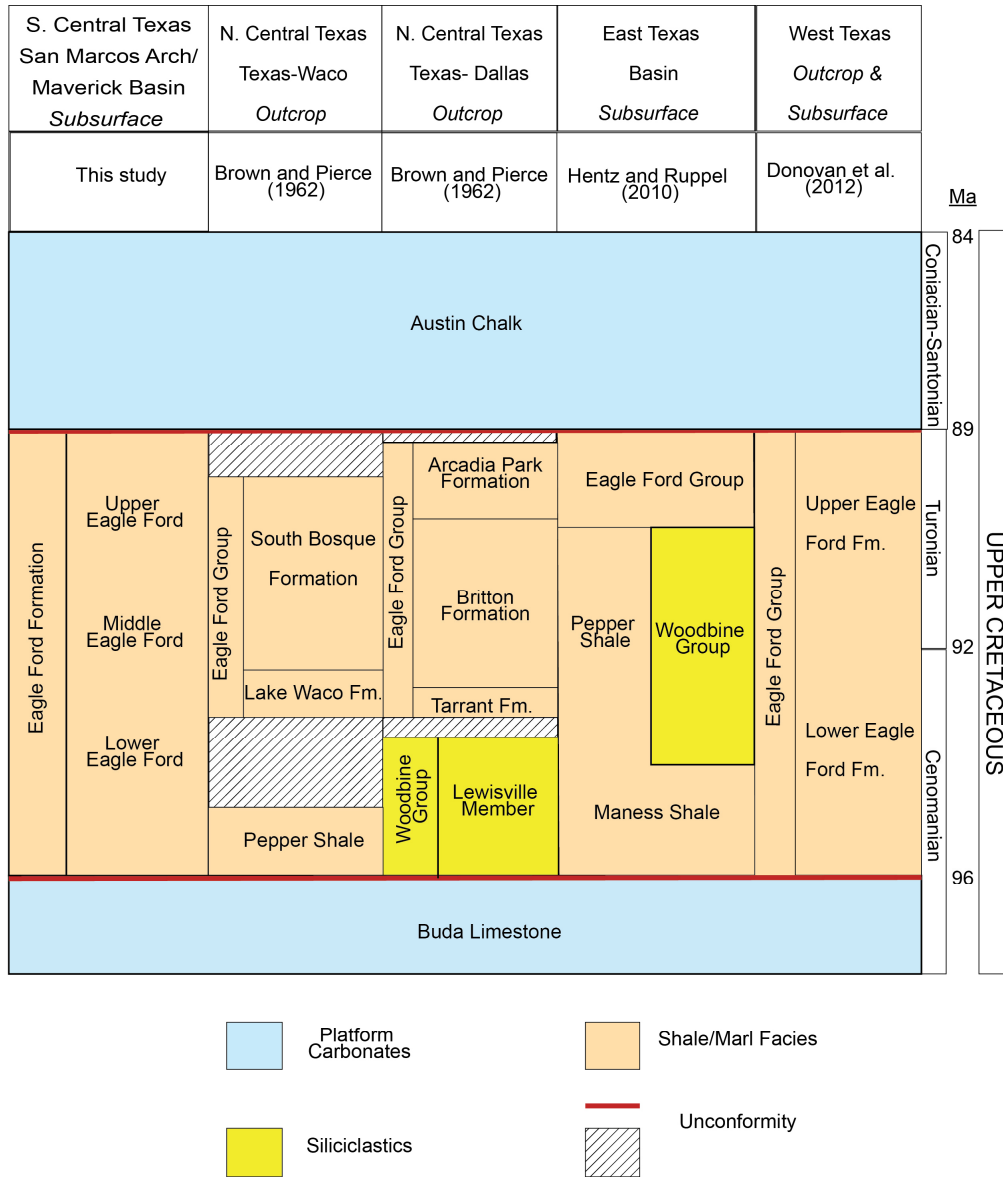 S. Central Texas
San Marcos Arch/
Maverick Basin
Subsurface
N. Central Texas
Texas-Waco
Outcrop
N. Central Texas
Texas- Dallas
Outcrop
East Texas
Basin
Subsurface
West Texas
Outcrop &
Subsurface
This study
Brown and Pierce
(1962)
Brown and Pierce
(1962)
Hentz and Ruppel
(2010)
Donovan et al.
(2012)
Ma
84
Austin Chalk
Coniacian-Santonian
89
Eagle Ford Formation
Upper
Eagle Ford
Middle
Eagle Ford
Lower
Eagle Ford
Eagle Ford Group
South Bosque
Formation
Lake Waco Fm.
Pepper Shale
Eagle Ford Group
Arcadia Park
Formation
Britton
Formation
Tarrant Fm.
Woodbine
Group
Lewisville
Member
Eagle Ford Group
Pepper
Shale
Woodbine
Group
Maness Shale
Eagle Ford Group
Upper Eagle
Ford Fm.
Lower Eagle
Ford Fm.
Turonian
92
Cenomanian
96
UPPER CRETACEOUS
Buda Limestone
Platform
Carbonates
Shale/Marl Facies
Siliciclastics
Unconformity